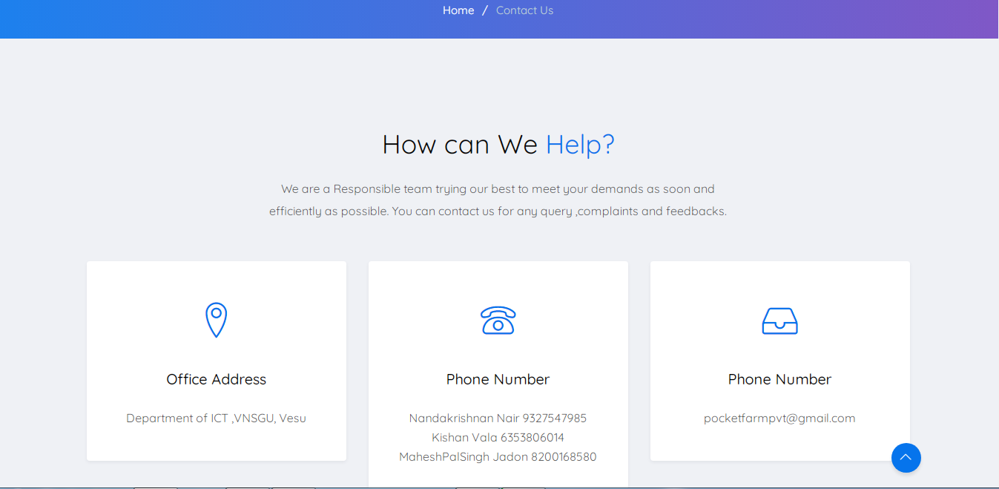 Home / Contact Us
How can We Help?
We are a Responsible team trying our best to meet your demands as soon and
efficiently as possible. You can contact us for any query ,complaints and feedbacks.
Office Address
Department of ICT ,VNSGU, Vesu
Phone Number
Nandakrishnan Nair 9327547985
Kishan Vala 6353806014
MaheshPalSingh Jadon 8200168580
Phone Number
pocketfarmpvt@gmail.com